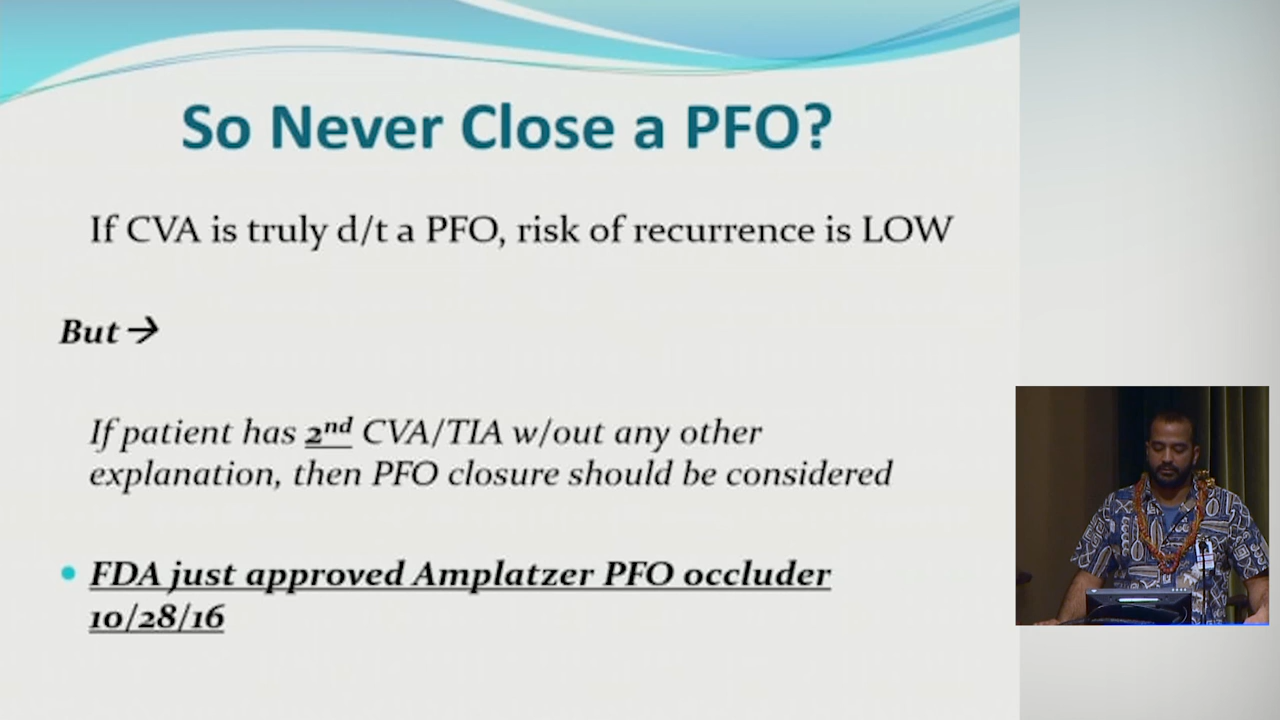 So Never Close a PFO?
If CVA is truly d/t a PFO, risk of recurrence is LOW
But →
If patient has 2nd CVA/TIA w/out any other
explanation, then PFO closure should be considered
• FDA just approved Amplatzer PFO occluder
10/28/16